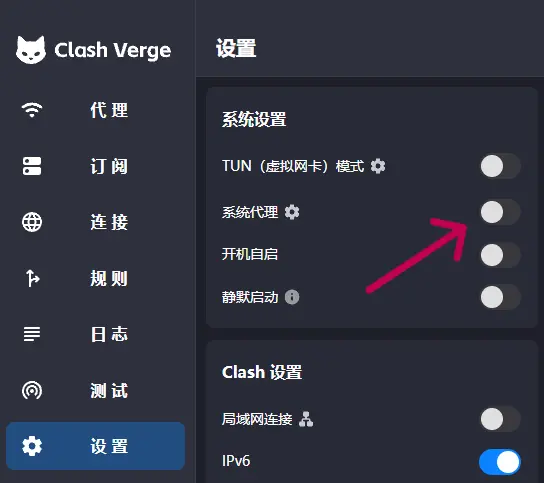 Clash Verge
代理
订阅
连接
规则
日志
测试
设置
设置
系统设置
TUN（虚拟网卡）模式
系统代理
开机自启
静默启动
Clash 设置
局域网连接
IPv6